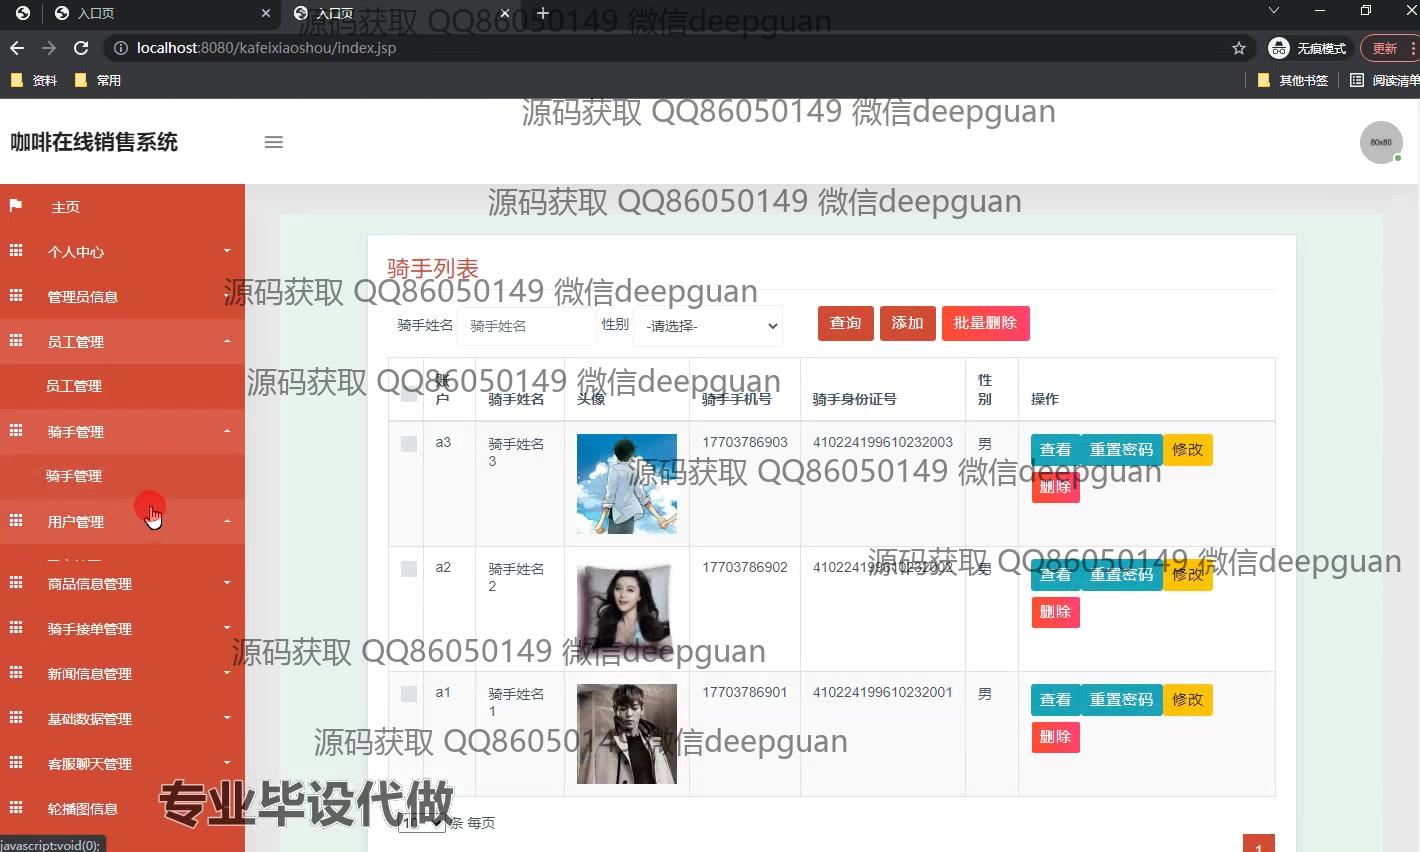 入口页
入口页
源码获取 QQ86050149 微信deepguan
localhost:8080/kafeixiaoshou/index.jsp
无痕模式
更新
资料
常用
其他书签
阅读清单
源码获取 QQ86050149 微信deepguan
咖啡在线销售系统
80x80
源码获取 QQ86050149 微信deepguan
主页
个人中心
管理员信息
员工管理
员工管理
骑手管理
骑手管理
用户管理
商品信息管理
骑手接单管理
新闻信息管理
基础数据管理
客服聊天管理
轮播图信息
骑手列表
源码获取 QQ86050149 微信deepguan
骑手姓名 骑手姓名 性别 -请选择- 查询 添加 批量删除
源码获取 QQ86050149 微信deepguan
账户 骑手姓名 头像 骑手手机号 骑手身份证号 性别 操作
a3 骑手姓名3 17703786903 410224199610232003 男 查看 重置密码 修改
删除
源码获取 QQ86050149 微信deepguan
a2 骑手姓名2 17703786902 410224199610232002 男 查看 重置密码 修改
删除
源码获取 QQ86050149 微信deepguan
源码获取 QQ86050149 微信deepguan
a1 骑手姓名1 17703786901 410224199610232001 男 查看 重置密码 修改
删除
源码获取 QQ86050149 微信deepguan
专业毕设代做
10 条 每页
1
javascript:void(0);